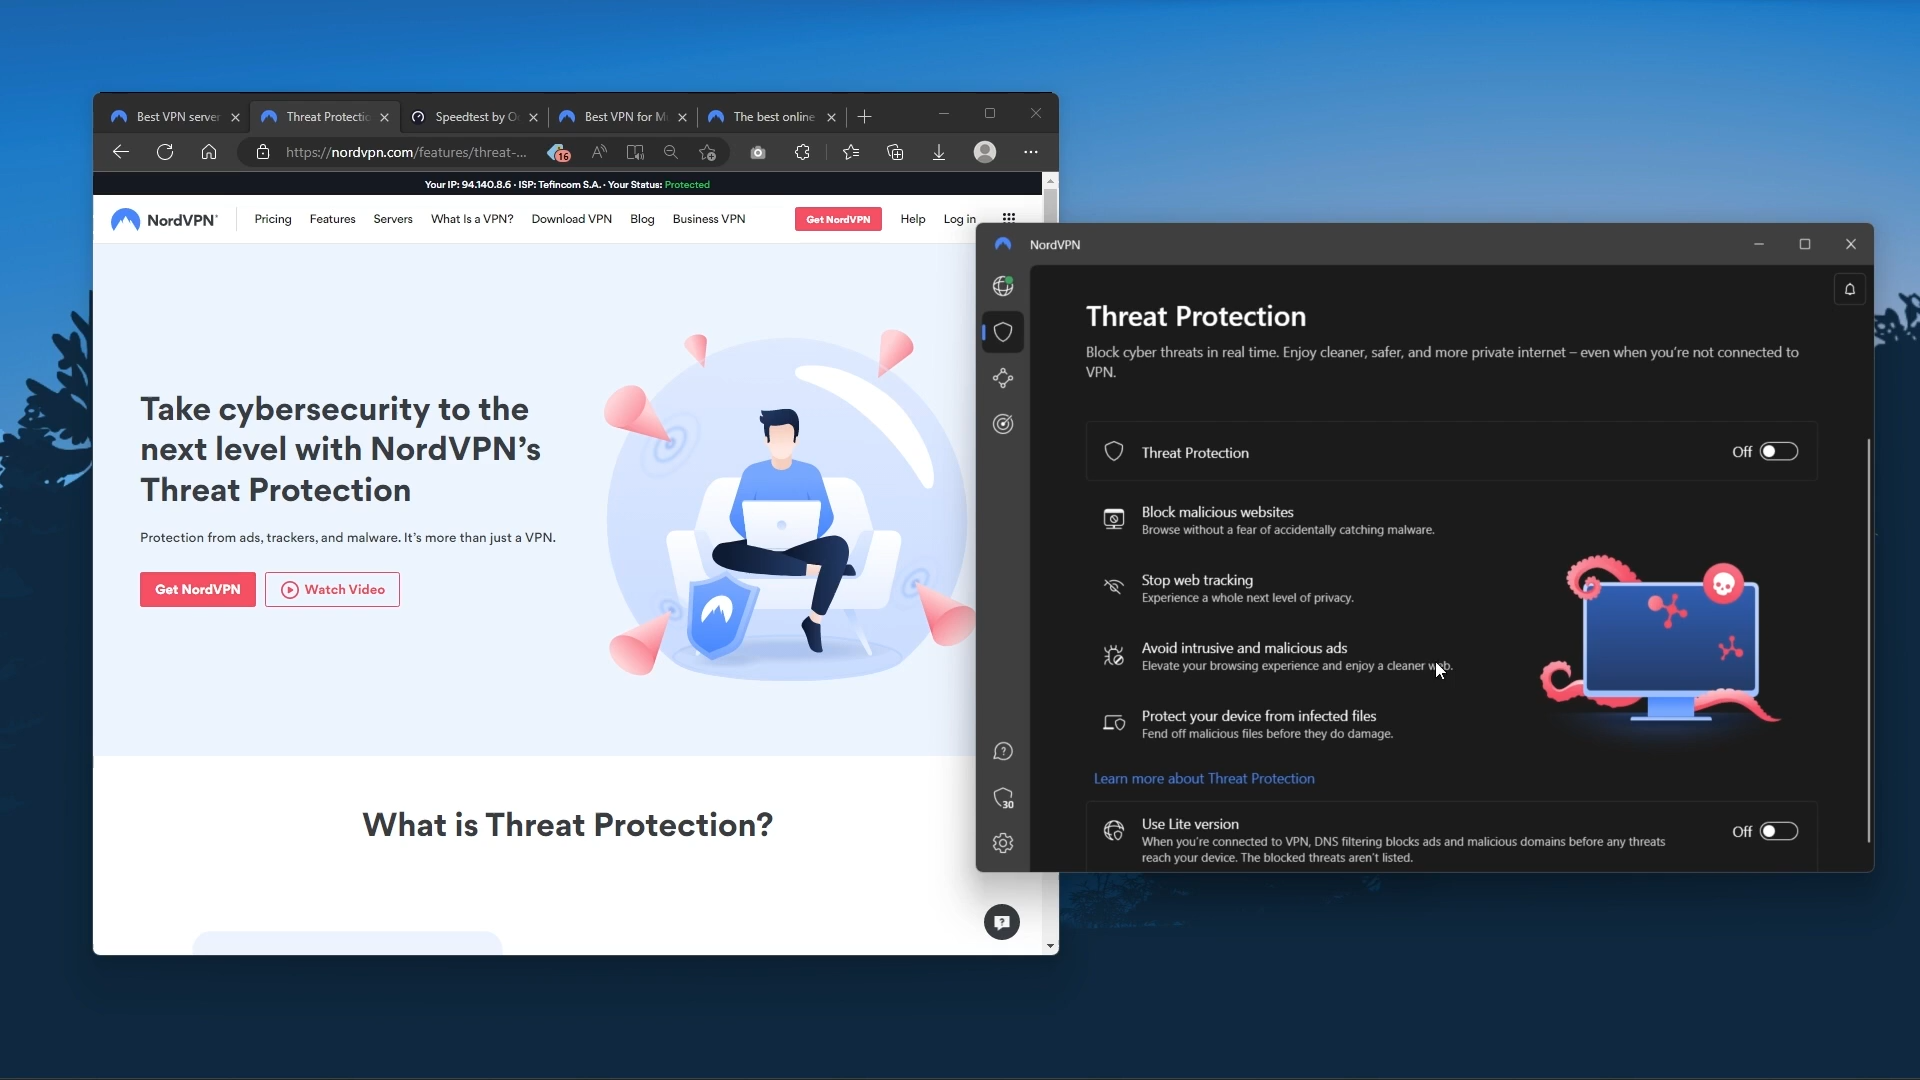 Best VPN server
Threat Protectio
Speedtest by O
Best VPN for M
The best online
https://nordvpn.com/features/threat-...
16
Your IP: 94.140.8.6 · ISP: Tefincom S.A. · Your Status: Protected
NordVPN®
Pricing
Features
Servers
What Is a VPN?
Download VPN
Blog
Business VPN
Get NordVPN
Help
Log in
Take cybersecurity to the
next level with NordVPN’s
Threat Protection
Protection from ads, trackers, and malware. It’s more than just a VPN.
Get NordVPN
Watch Video
What is Threat Protection?
NordVPN
Threat Protection
Block cyber threats in real time. Enjoy cleaner, safer, and more private internet – even when you’re not connected to
VPN.
Threat Protection
Off
Block malicious websites
Browse without a fear of accidentally catching malware.
Stop web tracking
Experience a whole next level of privacy.
Avoid intrusive and malicious ads
Elevate your browsing experience and enjoy a cleaner web.
Protect your device from infected files
Fend off malicious files before they do damage.
Learn more about Threat Protection
30
Use Lite version
Off
When you’re connected to VPN, DNS filtering blocks ads and malicious domains before any threats
reach your device. The blocked threats aren’t listed.